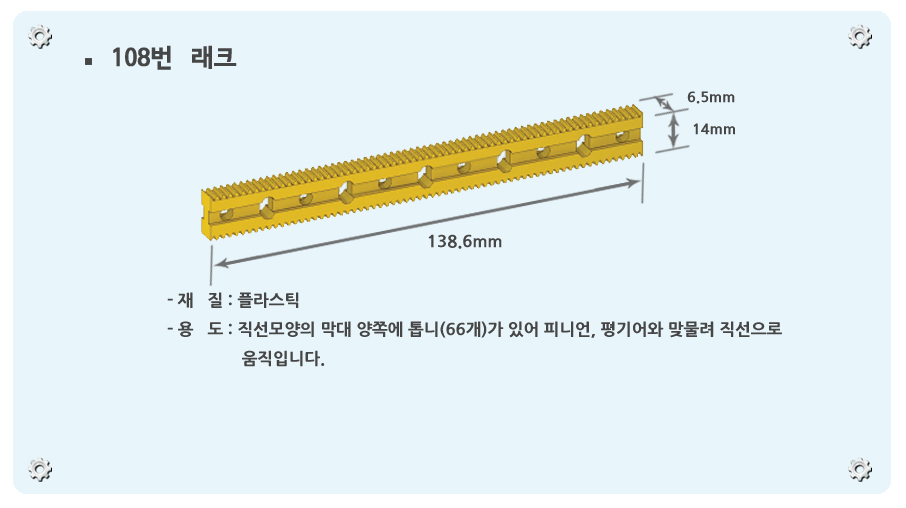 ▪ 108번 래크
6.5mm
14mm
138.6mm
- 재 질 : 플라스틱
- 용 도 : 직선모양의 막대 양쪽에 톱니(66개)가 있어 피니언, 평기어와 맞물려 직선으로
움직입니다.